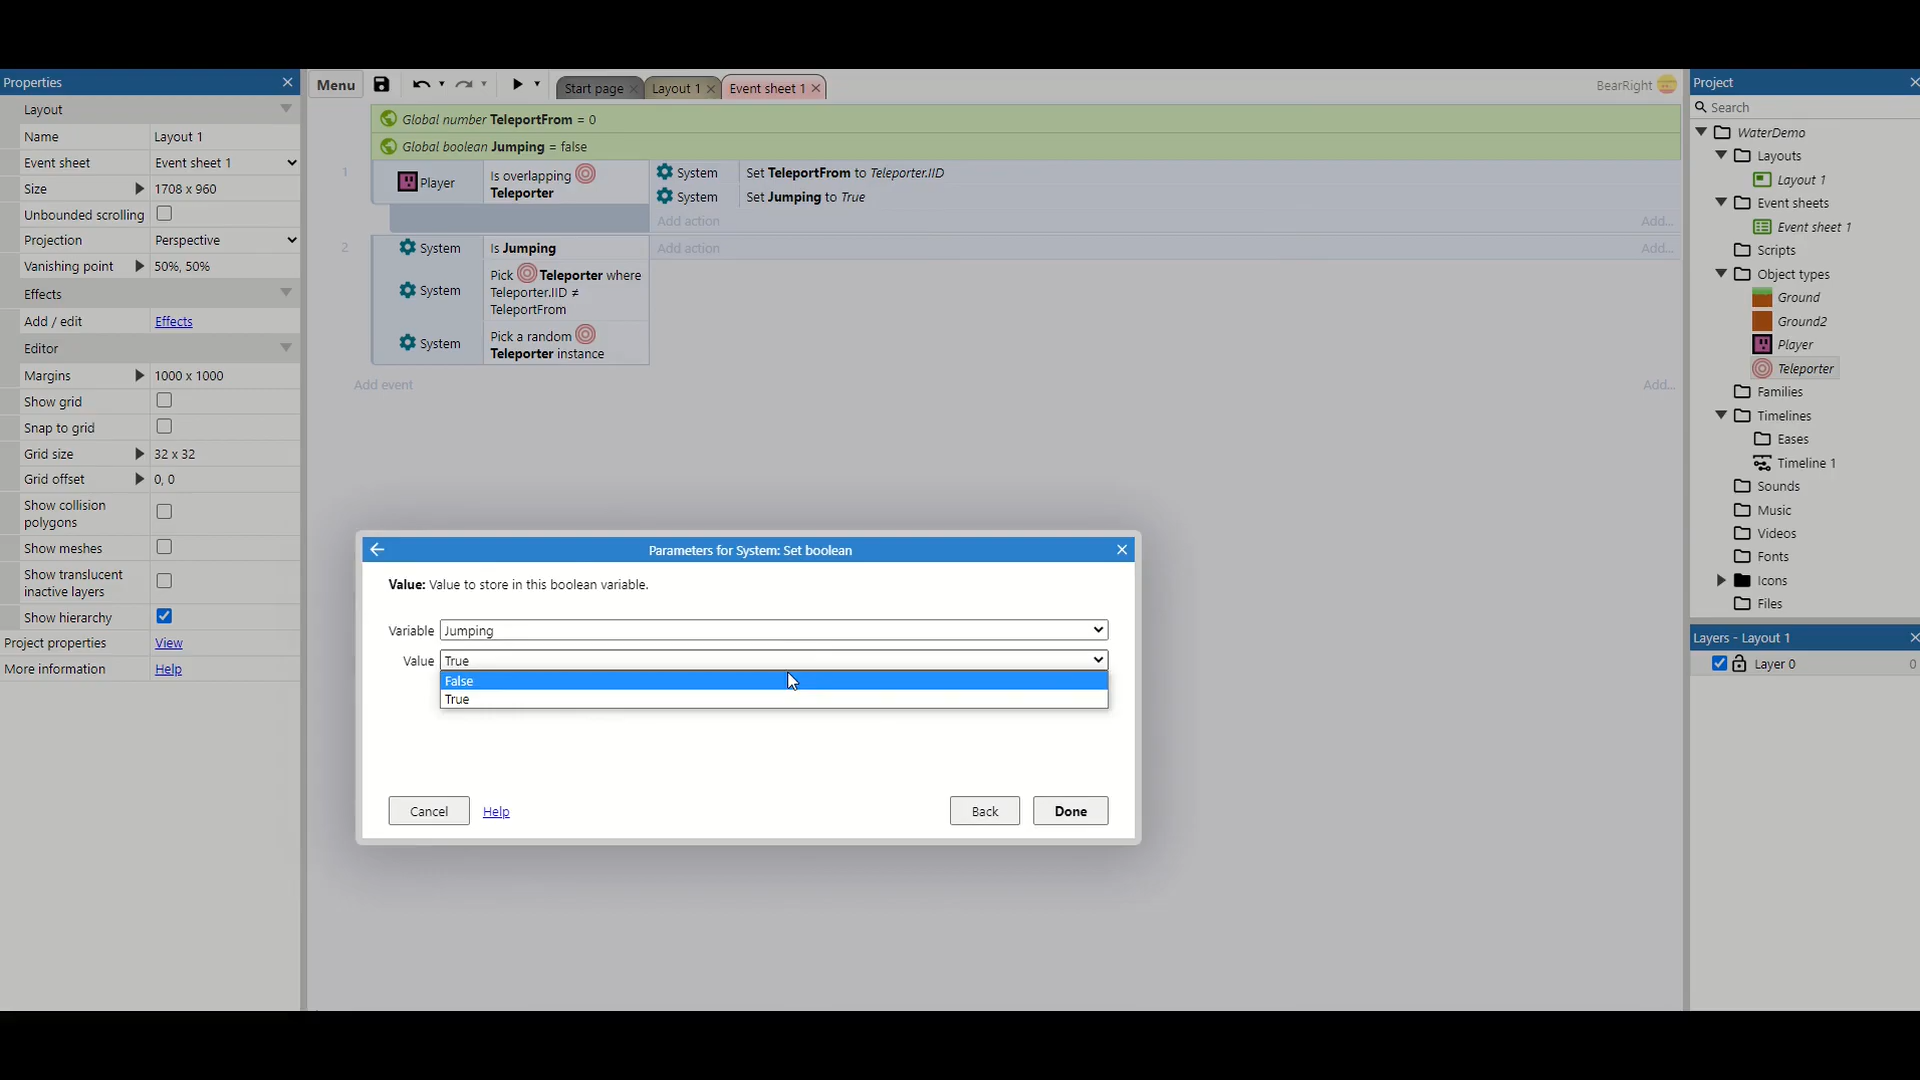 Properties
Layout
Name Layout 1
Event sheet Event sheet 1
Size 1708 x 960
Unbounded scrolling
Projection Perspective
Vanishing point 50%, 50%
Effects
Add / edit Effects
Editor
Margins 1000 x 1000
Show grid
Snap to grid
Grid size 32 x 32
Grid offset 0, 0
Show collision
polygons
Show meshes
Show translucent
inactive layers
Show hierarchy
Project properties View
More information Help
Menu
Start page
Layout 1
Event sheet 1
BearRight
Global number TeleportFrom = 0
Global boolean Jumping = false
1
Player
Is overlapping
Teleporter
System Set TeleportFrom to Teleporter.IID
System Set Jumping to True
Add action Add...
2
System Is Jumping
Add action Add...
System
Pick Teleporter where
Teleporter.IID ≠
TeleportFrom
System
Pick a random
Teleporter instance
Add event Add...
Parameters for System: Set boolean
Value: Value to store in this boolean variable.
Variable Jumping
Value True
False
True
Cancel
Help
Back
Done
Project
Search
WaterDemo
Layouts
Layout 1
Event sheets
Event sheet 1
Scripts
Object types
Ground
Ground2
Player
Teleporter
Families
Timelines
Eases
Timeline 1
Sounds
Music
Videos
Fonts
Icons
Files
Layers - Layout 1
Layer 0 0